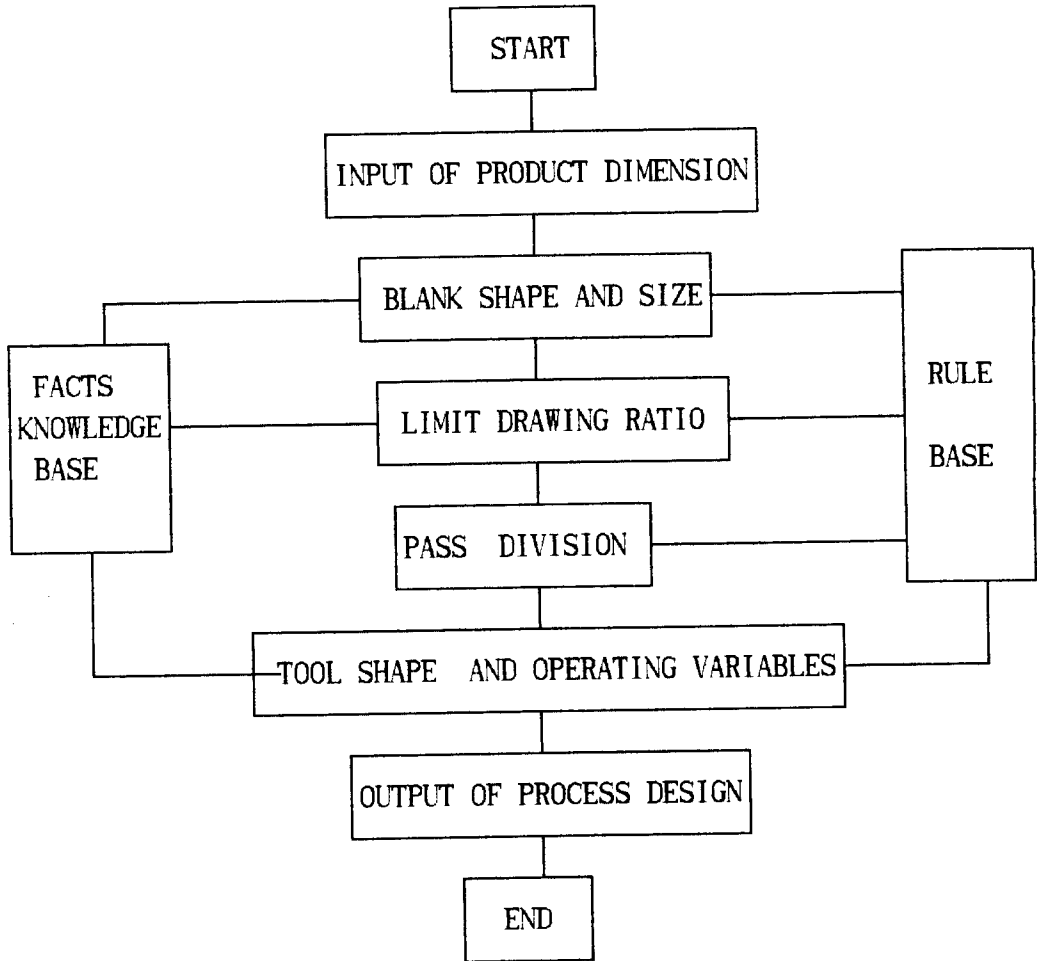 START
INPUT OF PRODUCT DIMENSION
BLANK SHAPE AND SIZE
FACTS
KNOWLEDGE
BASE
RULE
BASE
LIMIT DRAWING RATIO
PASS DIVISION
TOOL SHAPE AND OPERATING VARIABLES
OUTPUT OF PROCESS DESIGN
END